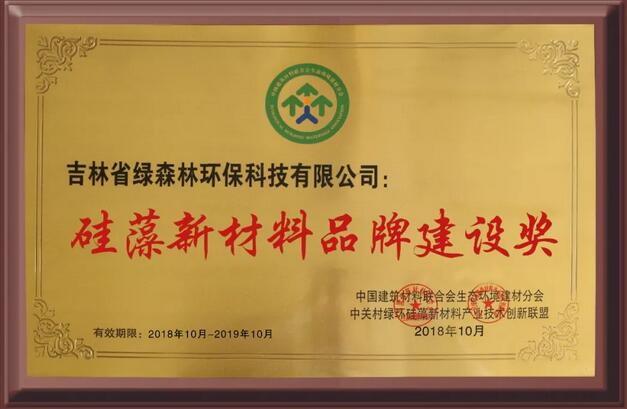 吉林省绿森林环保科技有限公司：
硅藻新材料品牌建设奖
中国建筑材料联合会生态环境建材分会
中关村绿环硅藻新材料产业技术创新联盟
有效期限：2018年10月-2019年10月
2018年10月